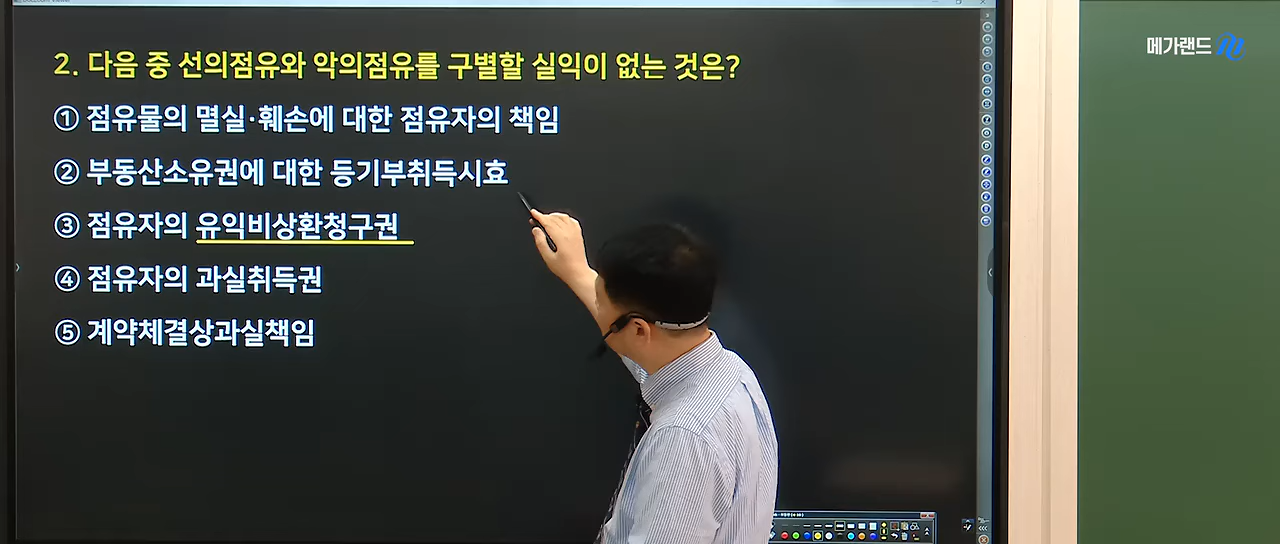 2. 다음 중 선의점유와 악의점유를 구별할 실익이 없는 것은?
① 점유물의 멸실·훼손에 대한 점유자의 책임
② 부동산소유권에 대한 등기부취득시효
③ 점유자의 유익비상환청구권
④ 점유자의 과실취득권
⑤ 계약체결상과실책임
메가랜드